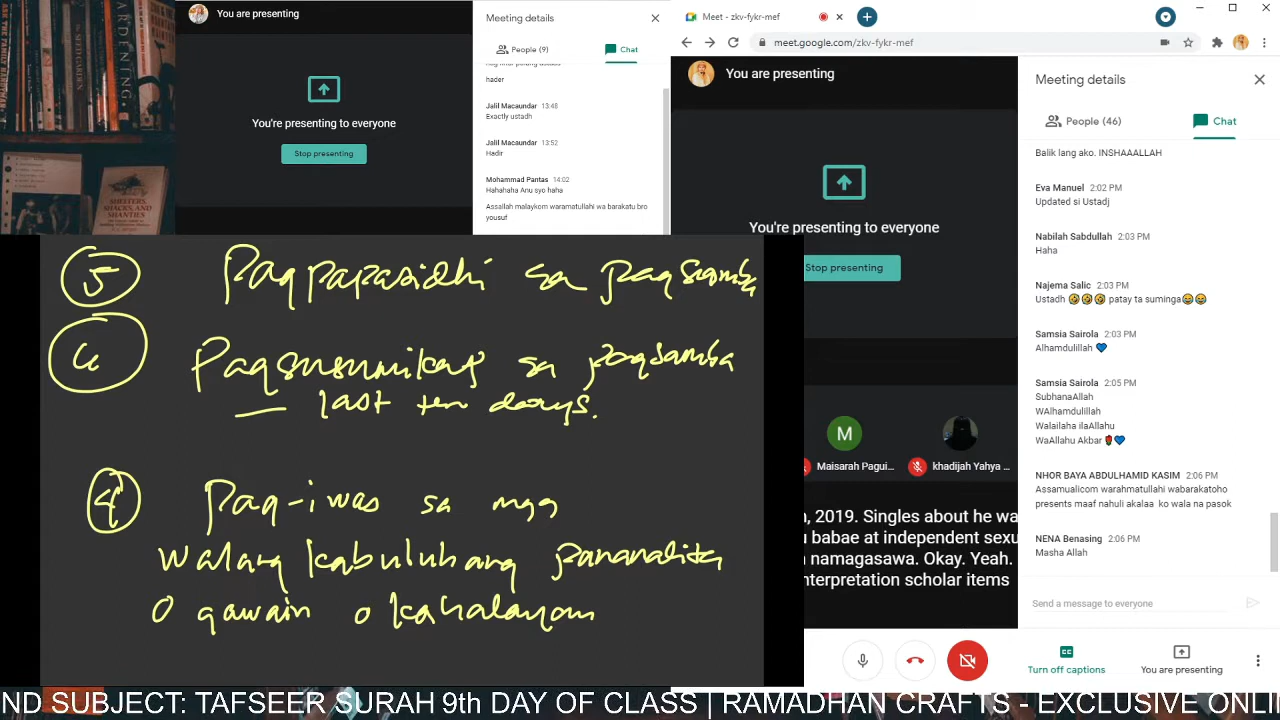 You are presenting
You're presenting to everyone
Stop presenting
Meeting details
People (9)
Chat
hader
Jalil Macaundar 13:48
Exactly ustadh
Jalil Macaundar 13:52
Hadir
Mohammad Pantas 14:02
Hahahaha Anu syo haha
Assallah malaykom waramatullahi wa barakatu bro
yousuf
Meet - zkv-fykr-mef
meet.google.com/zkv-fykr-mef
You are presenting
You're presenting to everyone
Stop presenting
M
Maisarah Pagui...
khadijah Yahya ...
, 2019. Singles about he wa
babae at independent sexu
namagasawa. Okay. Yeah.
nterpretation scholar items
Meeting details
People (46)
Chat
Balik lang ako. INSHAAALLAH
Eva Manuel 2:02 PM
Updated si Ustadj
Nabilah Sabdullah 2:03 PM
Haha
Najema Salic 2:03 PM
Ustadh 🤣🤣🤣 patay ta suminga😂😂
Samsia Sairola 2:03 PM
Alhamdulillah 💙
Samsia Sairola 2:05 PM
SubhanaAllah
WAlhamdulillah
Walailaha ilaAllahu
WaAllahu Akbar 🌹💙
NHOR BAYA ABDULHAMID KASIM 2:06 PM
Assamualicom warahmatullahi wabarakatoho
presents maaf nahuli akalaa ko wala na pasok
NENA Benasing 2:06 PM
Masha Allah
Send a message to everyone
Turn off captions
You are presenting
5 Pagpapasidhi sa pagsamba
Pagsusumikap sa pagsamba
last ten days.
4 Pag-iwas sa mga
walang kabuluhang pananalita
o gawain o kahalayan
SHELTERS,
SHACKS, AND
SHANTIES
ND SUBJECT: TAFSEER SURAH 9th DAY OF CLASS | RAMADHAN CRAFTS - EXCLUSIVE ONLI